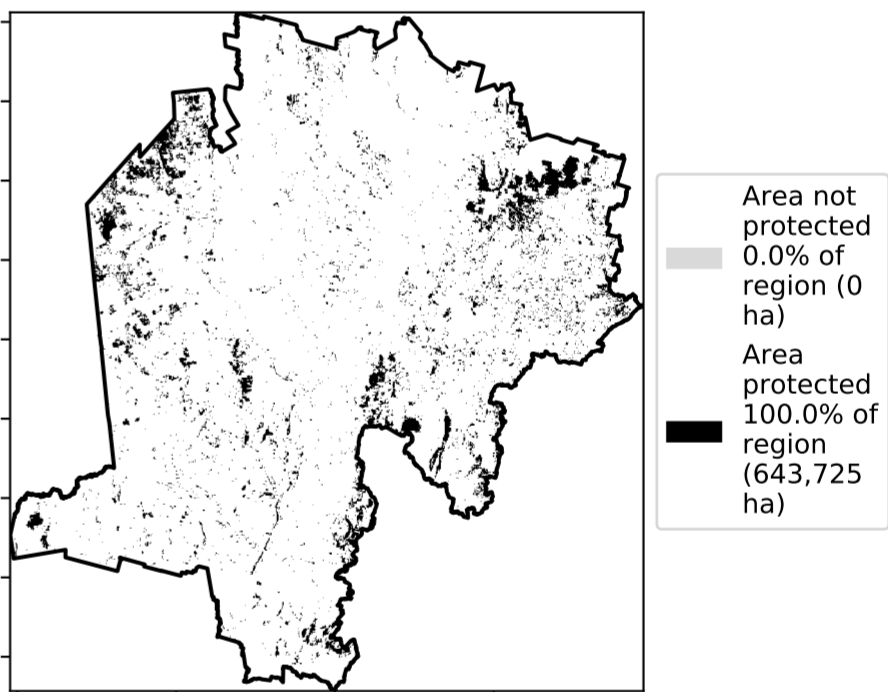 Area not
protected
0.0% of
region (0
ha)
Area
protected
100.0% of
region
(643,725
ha)